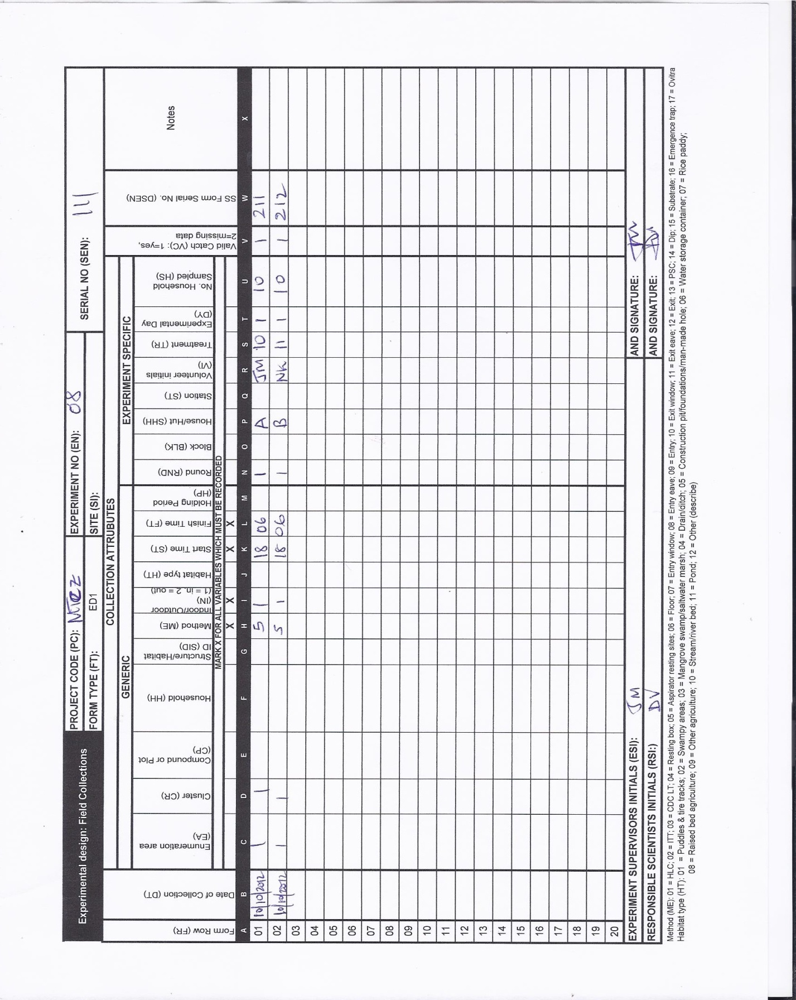 Experimental design: Field Collections
PROJECT CODE (PC): MTRZ EXPERIMENT NO (EN): 08 SERIAL NO (SEN): 111
FORM TYPE (FT): ED1 SITE (SI):
COLLECTION ATTRUBUTES
GENERIC EXPERIMENT SPECIFIC
Form Row (FR)
Date of Collection (DT)
Enumeration area
(EA)
Cluster (CR)
Compound or Plot
(CP)
Household (HH)
Structure/Habitat
ID (SID)
Method (ME)
Indoor/Outdoor
(IN)
(1 = in, 2 = out)
Habitat type (HT)
Start Time (ST)
Finish Time (FT)
Holding Period
(HP)
Round (RND)
Block (BLK)
House/Hut (SHH)
Station (ST)
Volunteer initials
(VI)
Treatment (TR)
Experimental Day
(DY)
No. Household
Sampled (HS)
Valid Catch (VC): 1=yes,
2=missing data
SS Form Serial No. (DSEN)
Notes
MARK X FOR ALL VARIABLES WHICH MUST BE RECORDED
X X X X
A B C D E F G H I J K L M N O P Q R S T U V W X
01 10/10/2012 1 1 5 1 18 06 1 A JM 10 1 10 1 211
02 10/10/2012 1 1 5 1 18 06 1 B NK 11 1 10 1 212
03
04
05
06
07
08
09
10
11
12
13
14
15
16
17
18
19
20
EXPERIMENT SUPERVISORS INITIALS (ESI): JM AND SIGNATURE:
RESPONSIBLE SCIENTISTS INITIALS (RSI:) DV AND SIGNATURE:
Method (ME): 01 = HLC; 02 = ITT; 03 = CDC LT; 04 = Resting box; 05 = Aspirator resting sites; 06 = Floor; 07 = Entry window; 08 = Entry eave; 09 = Entry; 10 = Exit window; 11 = Exit eave; 12 = Exit; 13 = PSC; 14 = Dip; 15 = Substrate; 16 = Emergence trap; 17 = Ovitra
Habitat type (HT): 01 = Puddles & tire tracks; 02 = Swampy areas; 03 = Mangrove swamp/saltwater marsh; 04 = Drain/ditch; 05 = Construction pit/foundations/man-made hole; 06 = Water storage container; 07 = Rice paddy;
08 = Raised bed agriculture; 09 = Other agriculture; 10 = Stream/river bed; 11 = Pond; 12 = Other (describe)